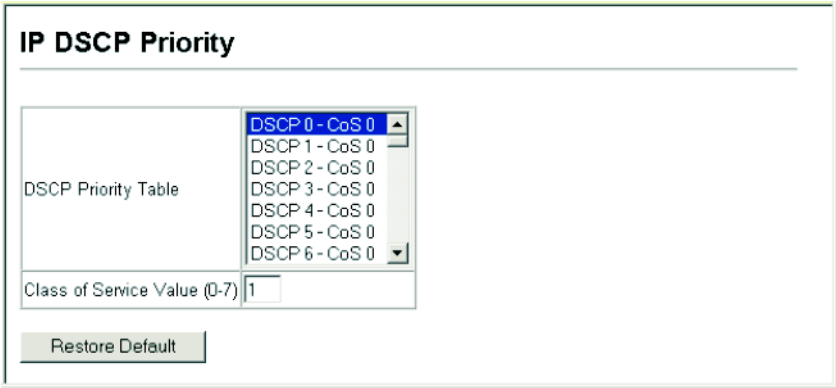 IP DSCP Priority
DSCP Priority Table
DSCP 0 - CoS 0
DSCP 1 - CoS 0
DSCP 2 - CoS 0
DSCP 3 - CoS 0
DSCP 4 - CoS 0
DSCP 5 - CoS 0
DSCP 6 - CoS 0
Class of Service Value (0-7) 1
Restore Default